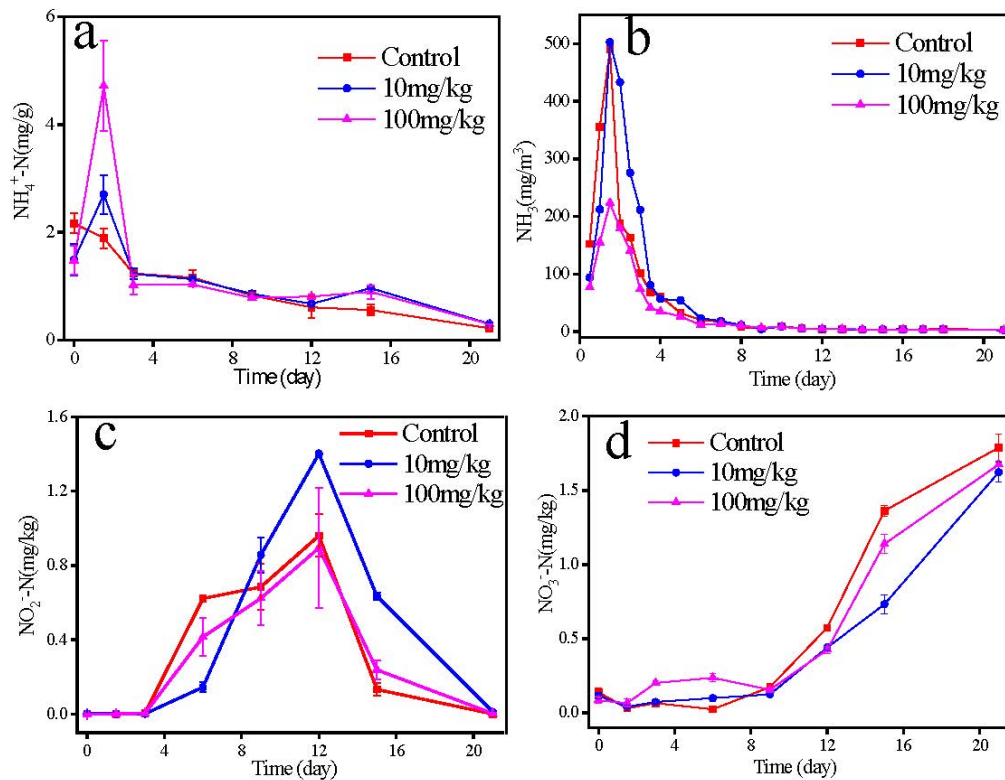 a
Control
10mg/kg
100mg/kg
NH₄⁺-N(mg/g)
6
4
2
0
0 4 8 12 16 20
Time (day)
b
Control
10mg/kg
100mg/kg
NH₃(mg/m³)
500
400
300
200
100
0
0 4 8 12 16 20
Time (day)
c
Control
10mg/kg
100mg/kg
NO₂⁻-N(mg/kg)
1.6
1.2
0.8
0.4
0.0
0 4 8 12 16 20
Time (day)
d
Control
10mg/kg
100mg/kg
NO₃⁻-N(mg/kg)
2.0
1.5
1.0
0.5
0.0
0 4 8 12 16 20
Time (day)